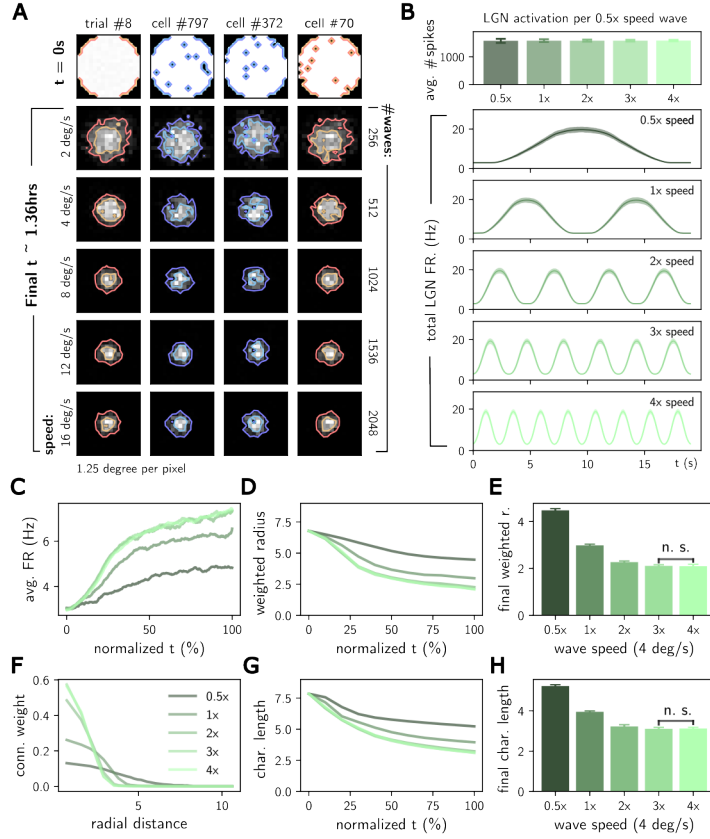 A
trial #8 cell #797 cell #372 cell #70
t = 0s
Final t ~ 1.36hrs
speed:
2 deg/s
4 deg/s
8 deg/s
12 deg/s
16 deg/s
#waves:
256
512
1024
1536
2048
1.25 degree per pixel
B
LGN activation per 0.5x speed wave
avg. #spikes
1000
0
0.5x 1x 2x 3x 4x
total LGN FR. (Hz)
0.5x speed
20
0
1x speed
20
0
2x speed
20
0
3x speed
20
0
4x speed
20
0
0 5 10 15 t (s)
C
avg. FR (Hz)
6
4
0 50 100
normalized t (%)
D
weighted radius
7.5
5.0
2.5
0.0
0 25 50 75 100
normalized t (%)
E
final weighted r.
4
2
0
n. s.
0.5x 1x 2x 3x 4x
wave speed (4 deg/s)
F
conn. weight
0.6
0.4
0.2
0.0
0.5x
1x
2x
3x
4x
5 10
radial distance
G
char. length
7.5
5.0
2.5
0.0
0 25 50 75 100
normalized t (%)
H
final char. length
4
2
0
n. s.
0.5x 1x 2x 3x 4x
wave speed (4 deg/s)